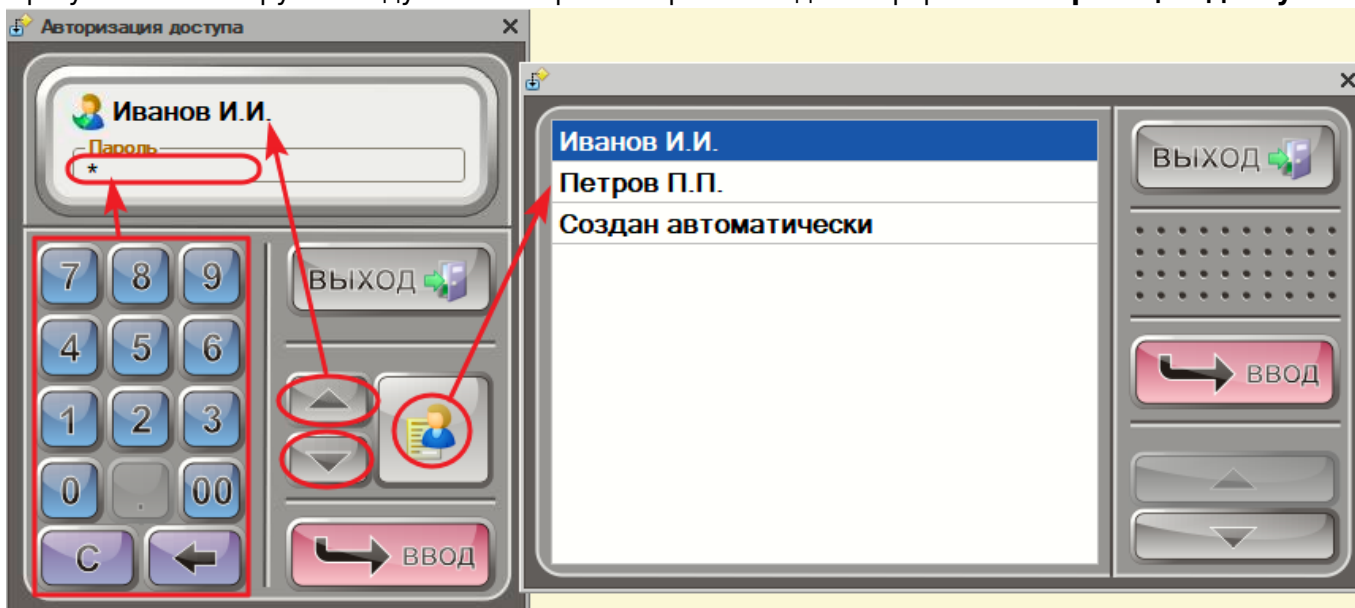 Авторизация доступа
Иванов И.И.
Пароль
*
7 8 9
4 5 6
1 2 3
0 . 00
C
ВЫХОД
ВВОД
Иванов И.И.
Петров П.П.
Создан автоматически
ВЫХОД
ВВОД